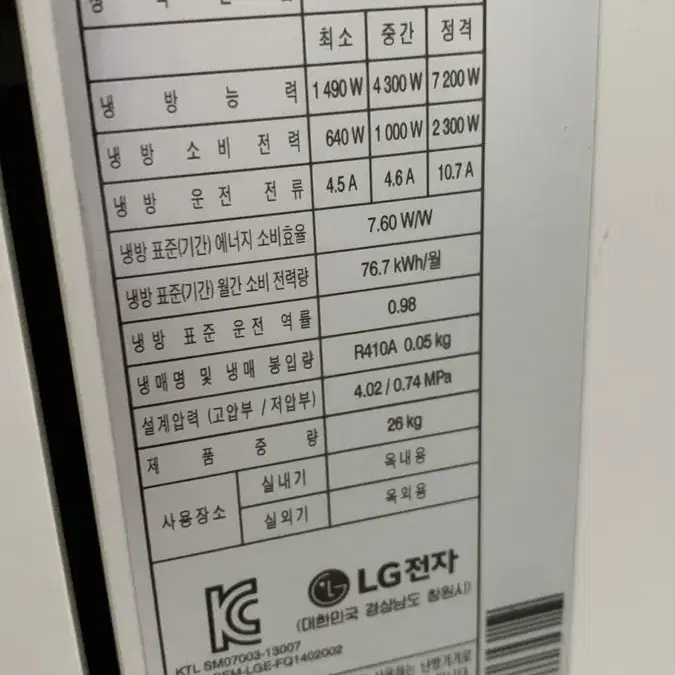 최소 중간 정격
냉방능력 1 490 W 4 300 W 7 200 W
냉방 소비 전력 640 W 1 000 W 2 300 W
냉방 운전 전류 4.5 A 4.6 A 10.7 A
냉방 표준(기간) 에너지 소비효율 7.60 W/W
냉방 표준(기간) 월간 소비 전력량 76.7 kWh/월
냉방 표준 운전 역률 0.98
냉매명 및 냉매 봉입량 R410A 0.05 kg
설계압력 (고압부 / 저압부) 4.02 / 0.74 MPa
제품중량 26 kg
사용장소 실내기 옥내용
실외기 옥외용
LG전자
(대한민국 경상남도 창원시)
KTL SM07003-13007
-LGE-FQ1402002
난방기기로